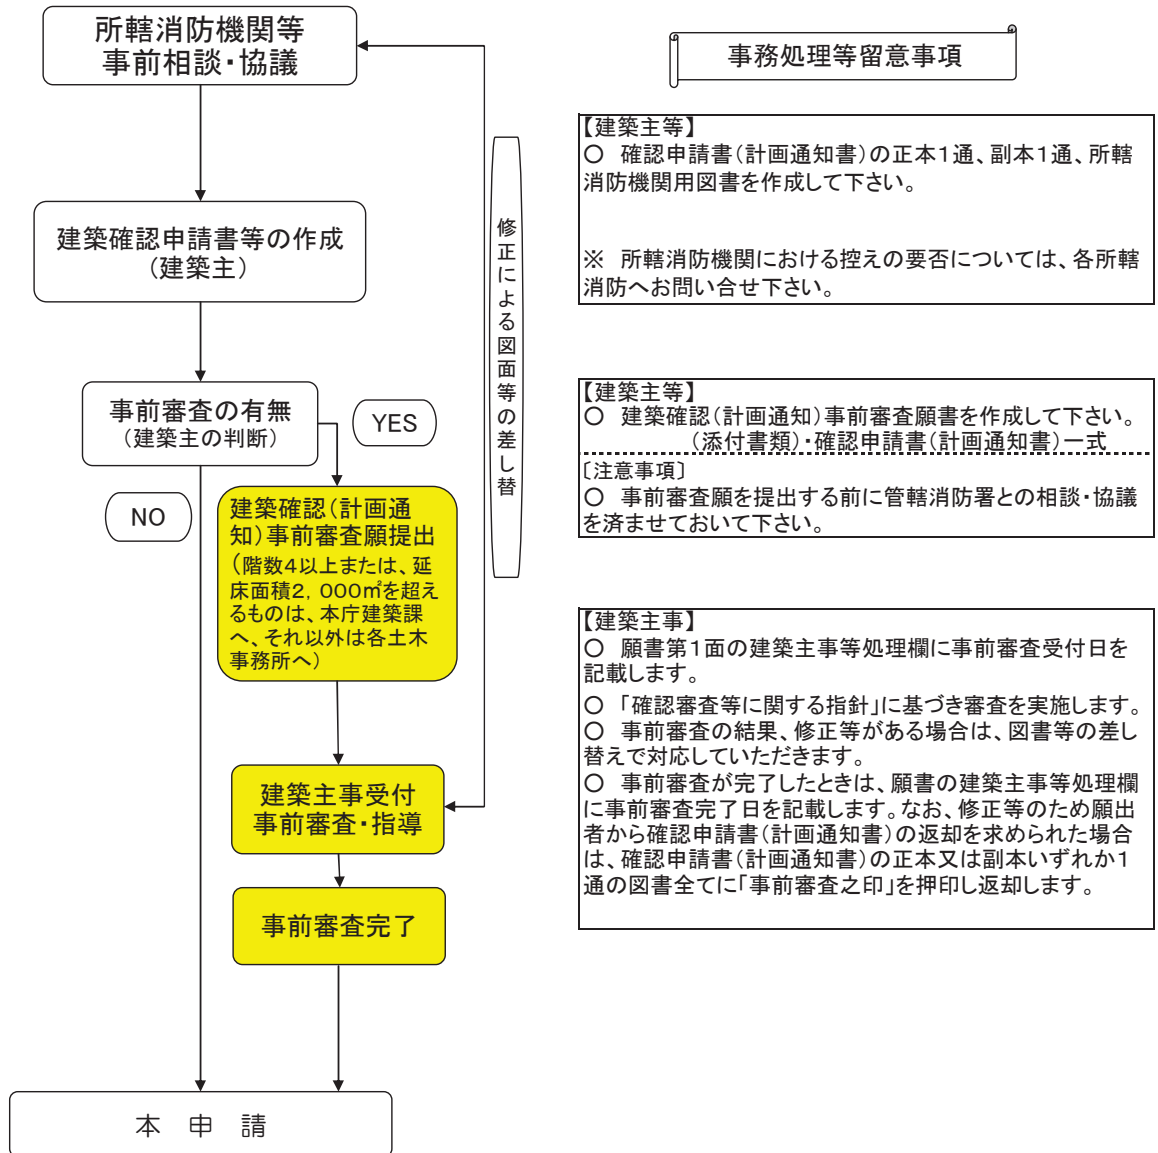 所轄消防機関等
事前相談・協議
建築確認申請書等の作成
（建築主）
事前審査の有無
（建築主の判断）
YES
NO
建築確認（計画通
知）事前審査願提出
（階数4以上または、延
床面積2，000㎡を超え
るものは、本庁建築課
へ、それ以外は各土木
事務所へ）
建築主事受付
事前審査・指導
事前審査完了
本　申　請
修正による図面等の差し替
事務処理等留意事項
【建築主等】
○　確認申請書（計画通知書）の正本1通、副本1通、所轄
消防機関用図書を作成して下さい。
※　所轄消防機関における控えの要否については、各所轄
消防へお問い合せ下さい。
【建築主等】
○　建築確認（計画通知）事前審査願書を作成して下さい。
（添付書類）・確認申請書（計画通知書）一式
〔注意事項〕
○　事前審査願を提出する前に管轄消防署との相談・協議
を済ませておいて下さい。
【建築主事】
○　願書第1面の建築主事等処理欄に事前審査受付日を
記載します。
○　「確認審査等に関する指針」に基づき審査を実施します。
○　事前審査の結果、修正等がある場合は、図書等の差し
替えで対応していただきます。
○　事前審査が完了したときは、願書の建築主事等処理欄
に事前審査完了日を記載します。なお、修正等のため願出
者から確認申請書（計画通知書）の返却を求められた場合
は、確認申請書（計画通知書）の正本又は副本いずれか1
通の図書全てに「事前審査之印」を押印し返却します。